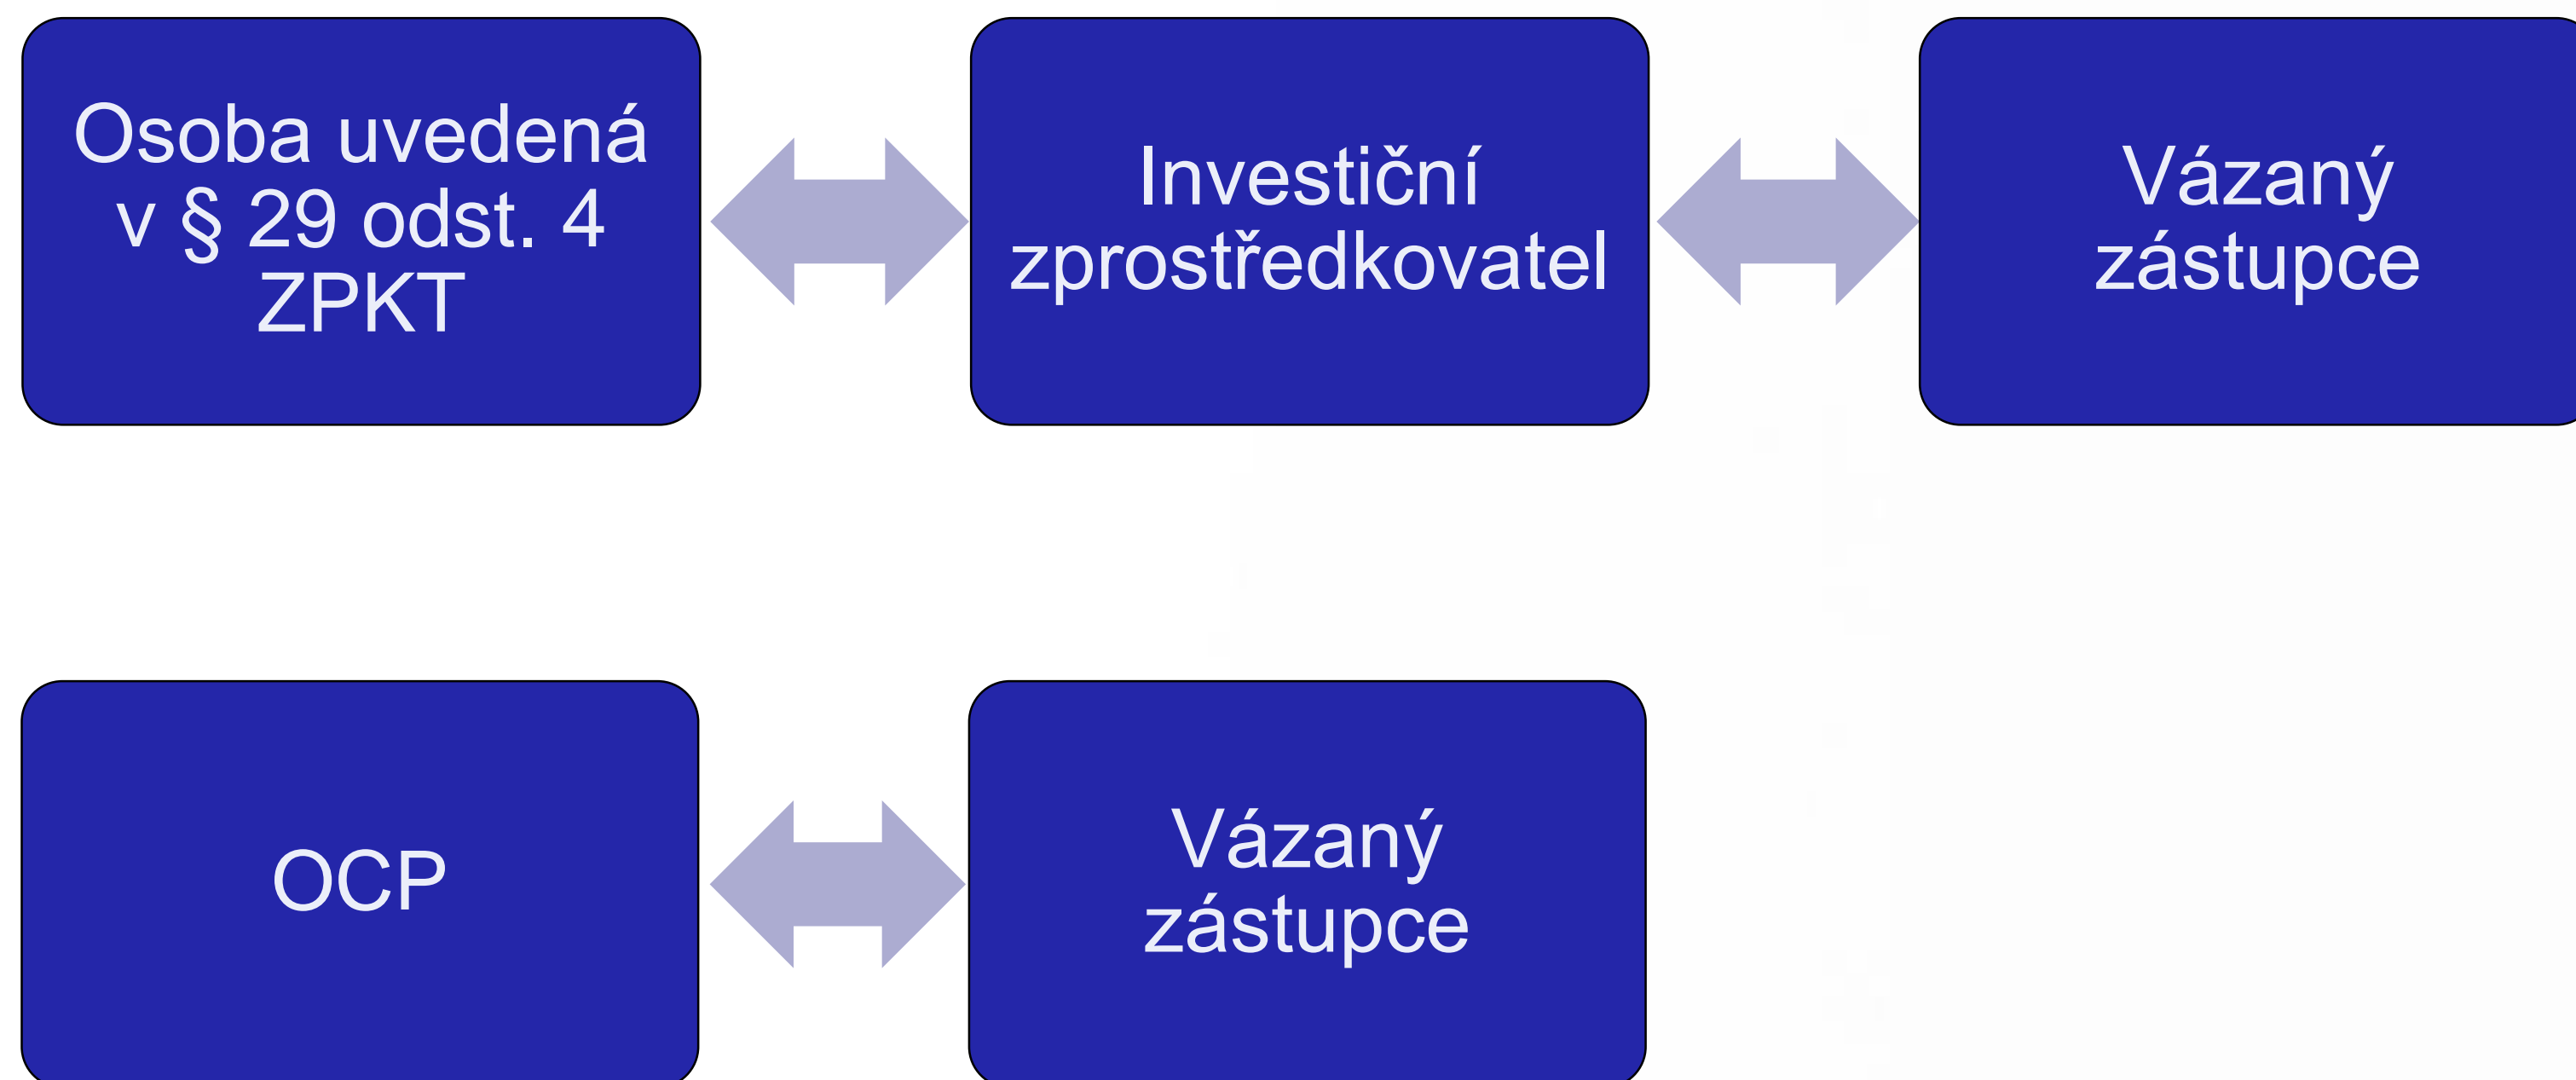 Osoba uvedená
v § 29 odst. 4
ZPKT
Investiční
zprostředkovatel
Vázaný
zástupce
OCP
Vázaný
zástupce